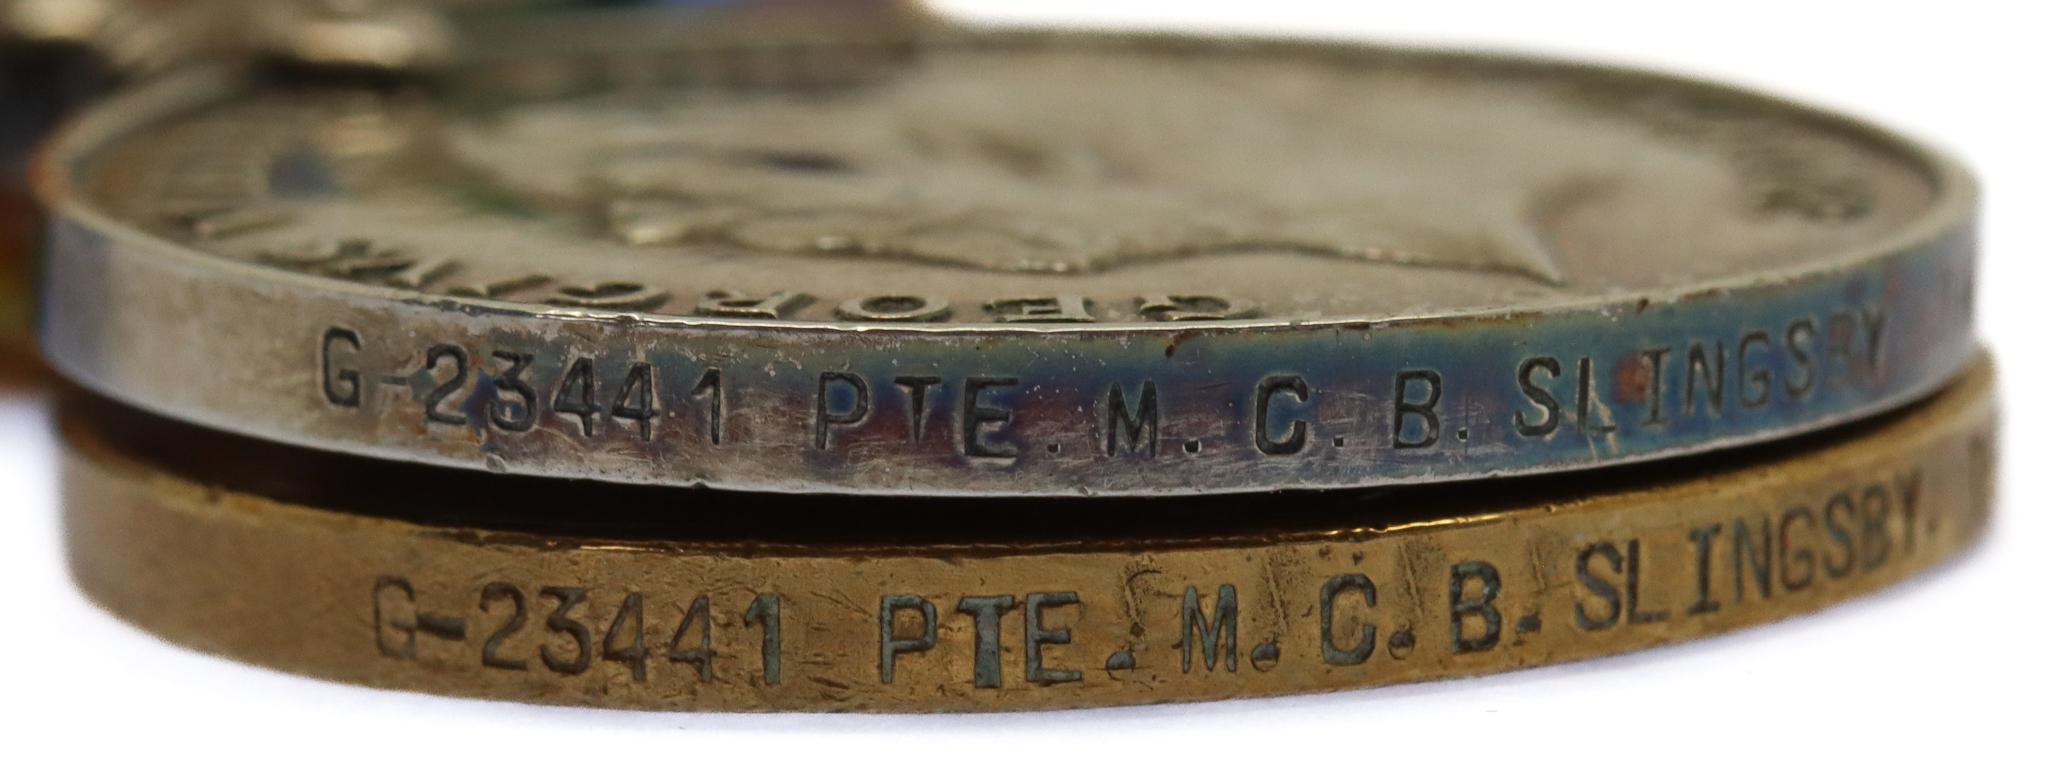 G-23441 PTE. M. C. B. SLINGSBY
G-23441 PTE. M. C. B. SLINGSBY.